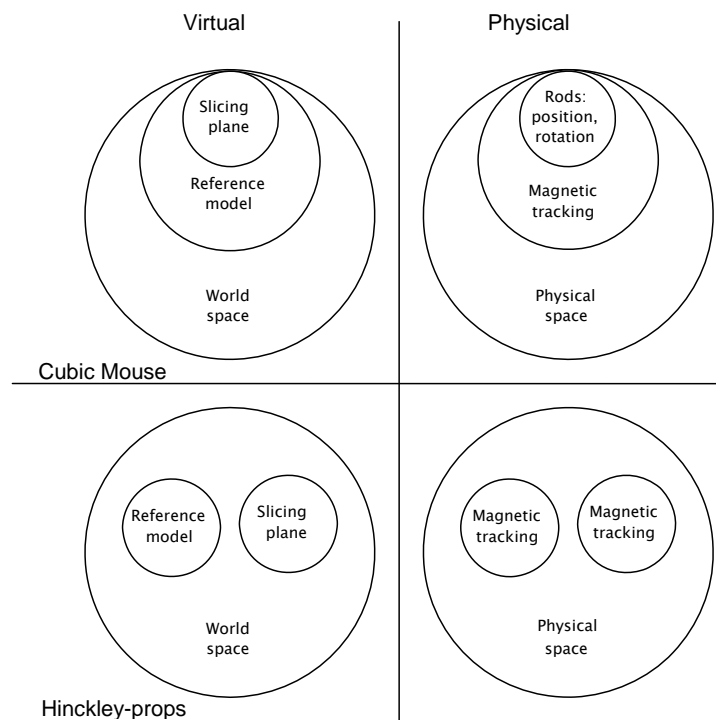 Virtual
Physical
Slicing
plane
Reference
model
World
space
Rods:
position,
rotation
Magnetic
tracking
Physical
space
Cubic Mouse
Reference
model
Slicing
plane
World
space
Magnetic
tracking
Magnetic
tracking
Physical
space
Hinckley-props